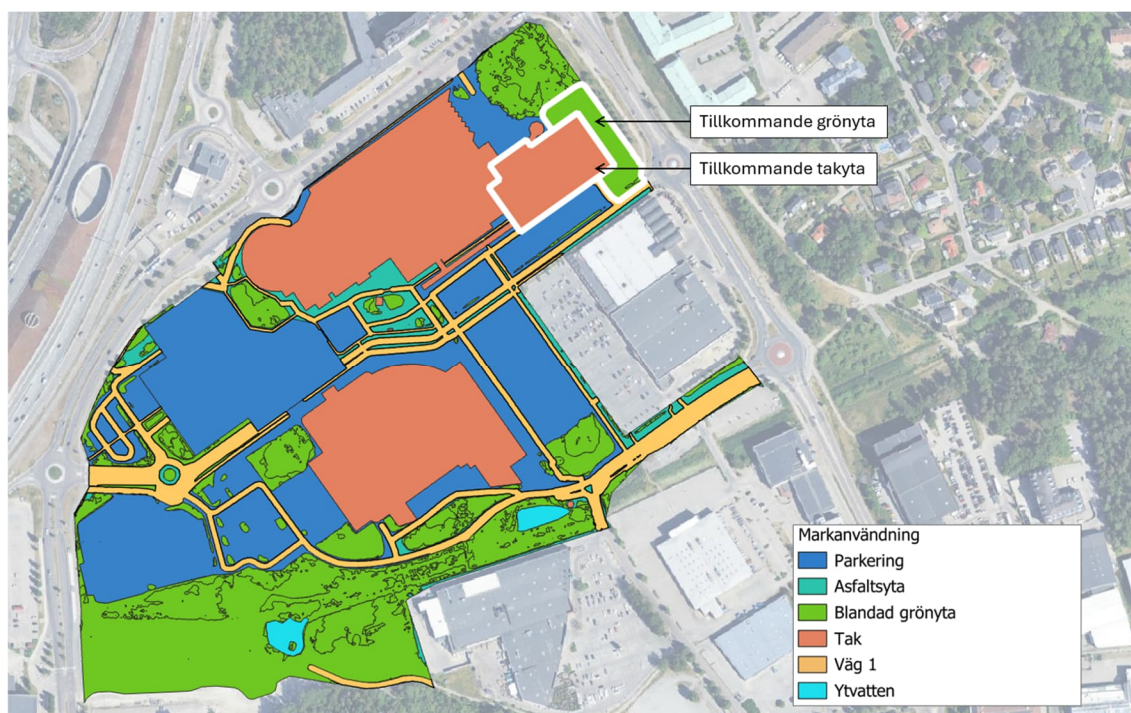 Tillkommande grönyta
Tillkommande takyta
Markanvändning
Parkering
Asfaltsyta
Blandad grönyta
Tak
Väg 1
Ytvatten